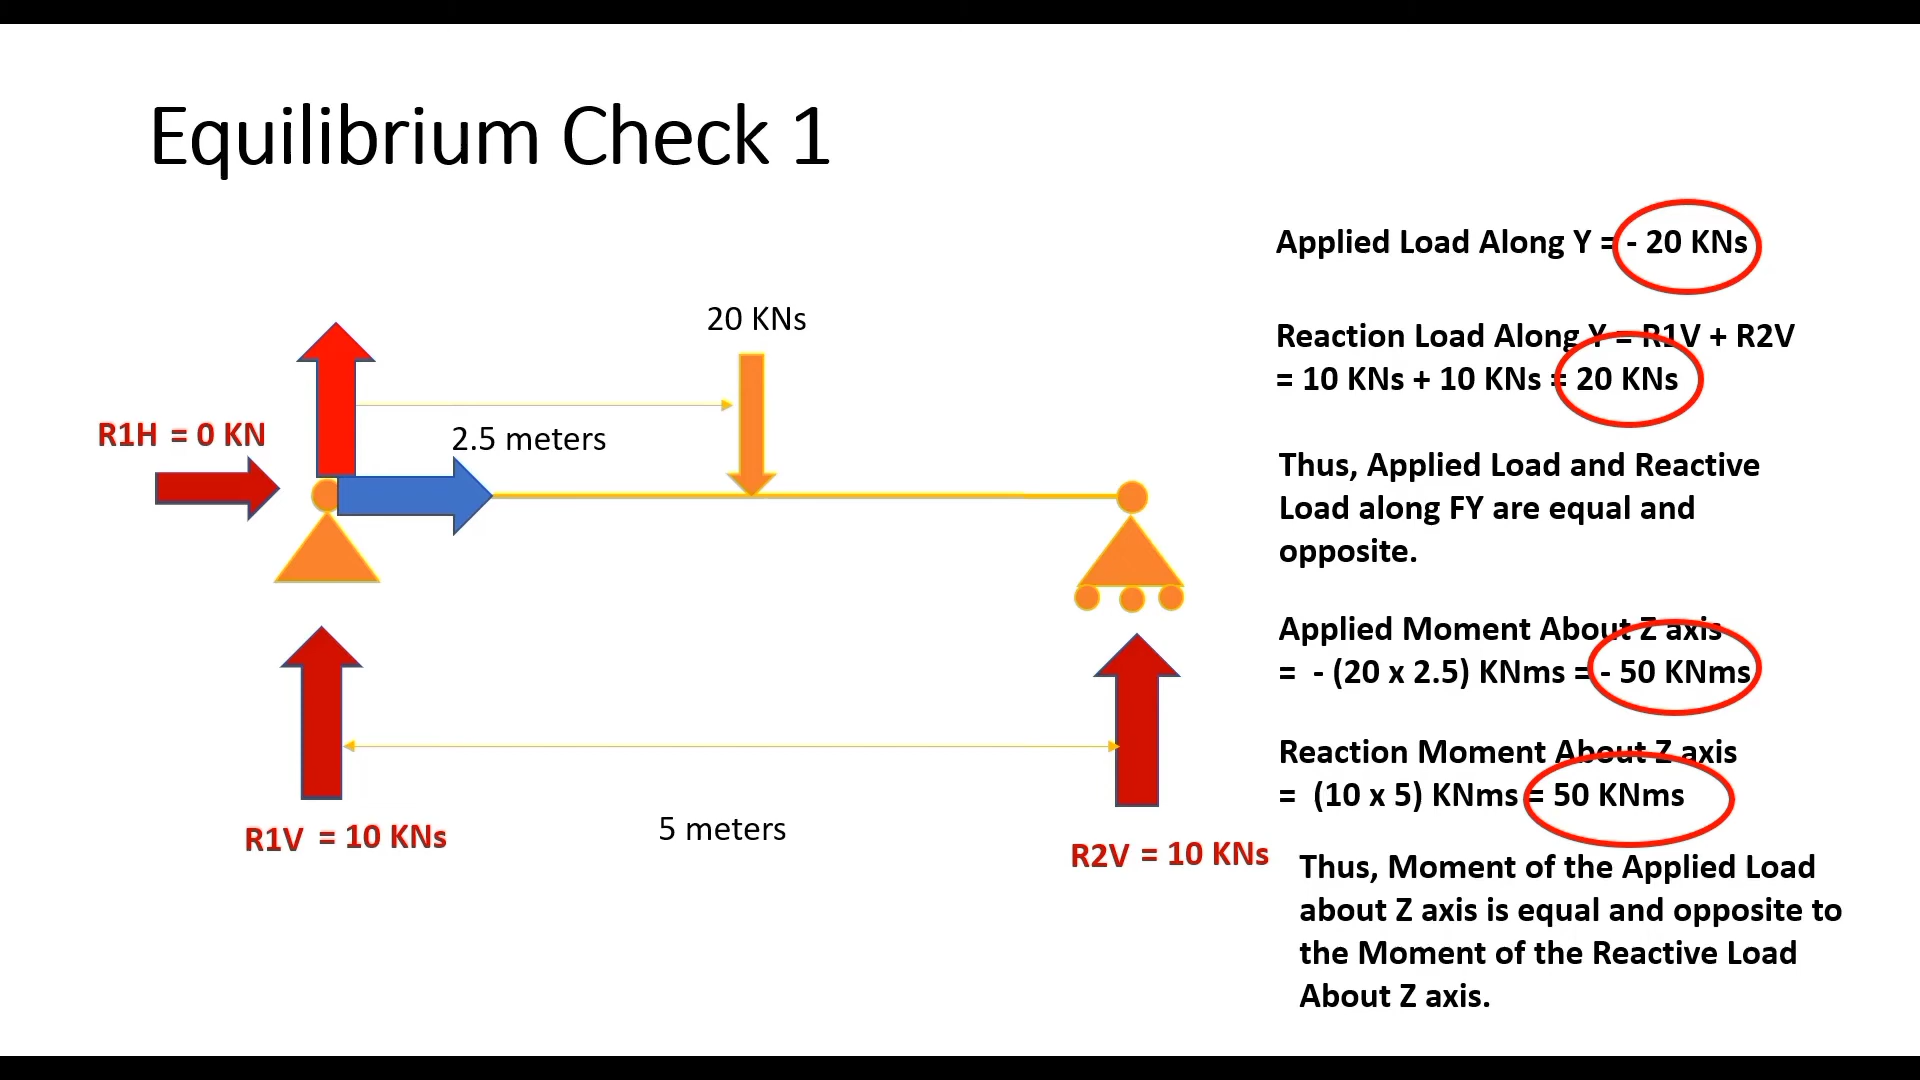 Equilibrium Check 1
20 KNs
R1H = 0 KN
2.5 meters
R1V = 10 KNs
5 meters
R2V = 10 KNs
Applied Load Along Y = - 20 KNs
Reaction Load Along Y = R1V + R2V
= 10 KNs + 10 KNs = 20 KNs
Thus, Applied Load and Reactive
Load along FY are equal and
opposite.
Applied Moment About Z axis
= - (20 x 2.5) KNms = - 50 KNms
Reaction Moment About Z axis
= (10 x 5) KNms = 50 KNms
Thus, Moment of the Applied Load
about Z axis is equal and opposite to
the Moment of the Reactive Load
About Z axis.